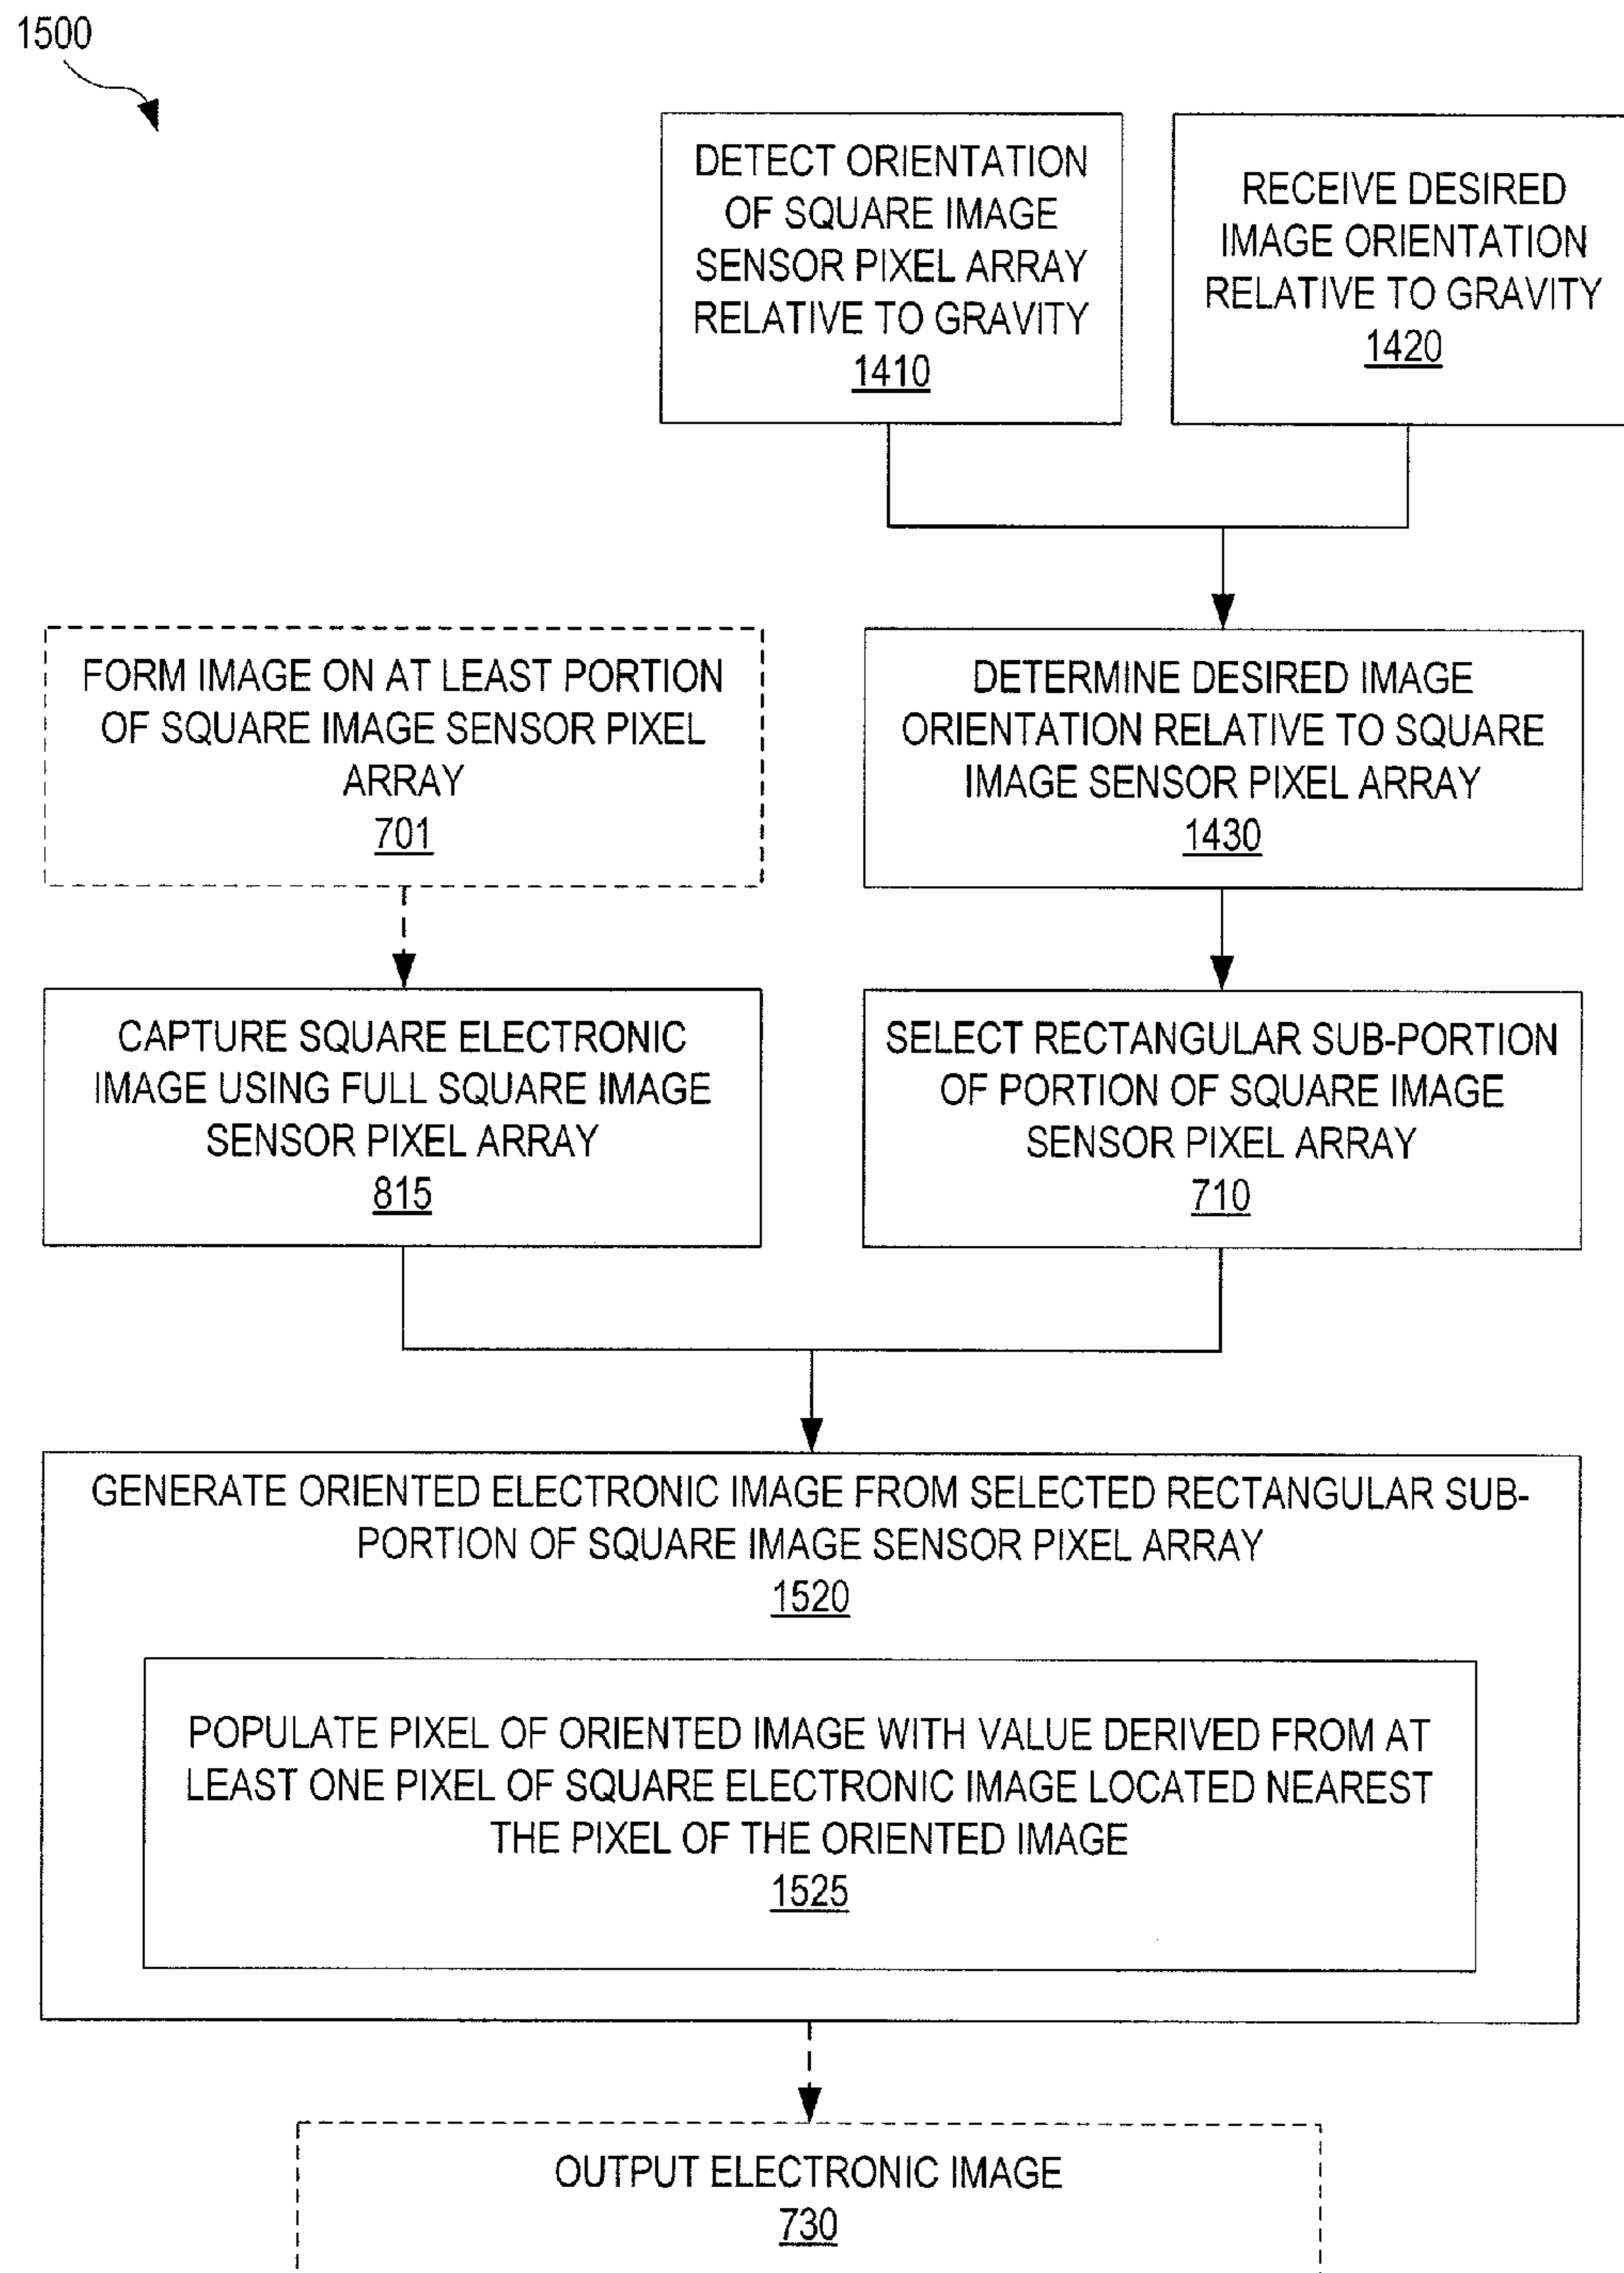 1500
DETECT ORIENTATION
OF SQUARE IMAGE
SENSOR PIXEL ARRAY
RELATIVE TO GRAVITY
1410
RECEIVE DESIRED
IMAGE ORIENTATION
RELATIVE TO GRAVITY
1420
FORM IMAGE ON AT LEAST PORTION
OF SQUARE IMAGE SENSOR PIXEL
ARRAY
701
DETERMINE DESIRED IMAGE
ORIENTATION RELATIVE TO SQUARE
IMAGE SENSOR PIXEL ARRAY
1430
CAPTURE SQUARE ELECTRONIC
IMAGE USING FULL SQUARE IMAGE
SENSOR PIXEL ARRAY
815
SELECT RECTANGULAR SUB-PORTION
OF PORTION OF SQUARE IMAGE
SENSOR PIXEL ARRAY
710
GENERATE ORIENTED ELECTRONIC IMAGE FROM SELECTED RECTANGULAR SUB-
PORTION OF SQUARE IMAGE SENSOR PIXEL ARRAY
1520
POPULATE PIXEL OF ORIENTED IMAGE WITH VALUE DERIVED FROM AT
LEAST ONE PIXEL OF SQUARE ELECTRONIC IMAGE LOCATED NEAREST
THE PIXEL OF THE ORIENTED IMAGE
1525
OUTPUT ELECTRONIC IMAGE
730